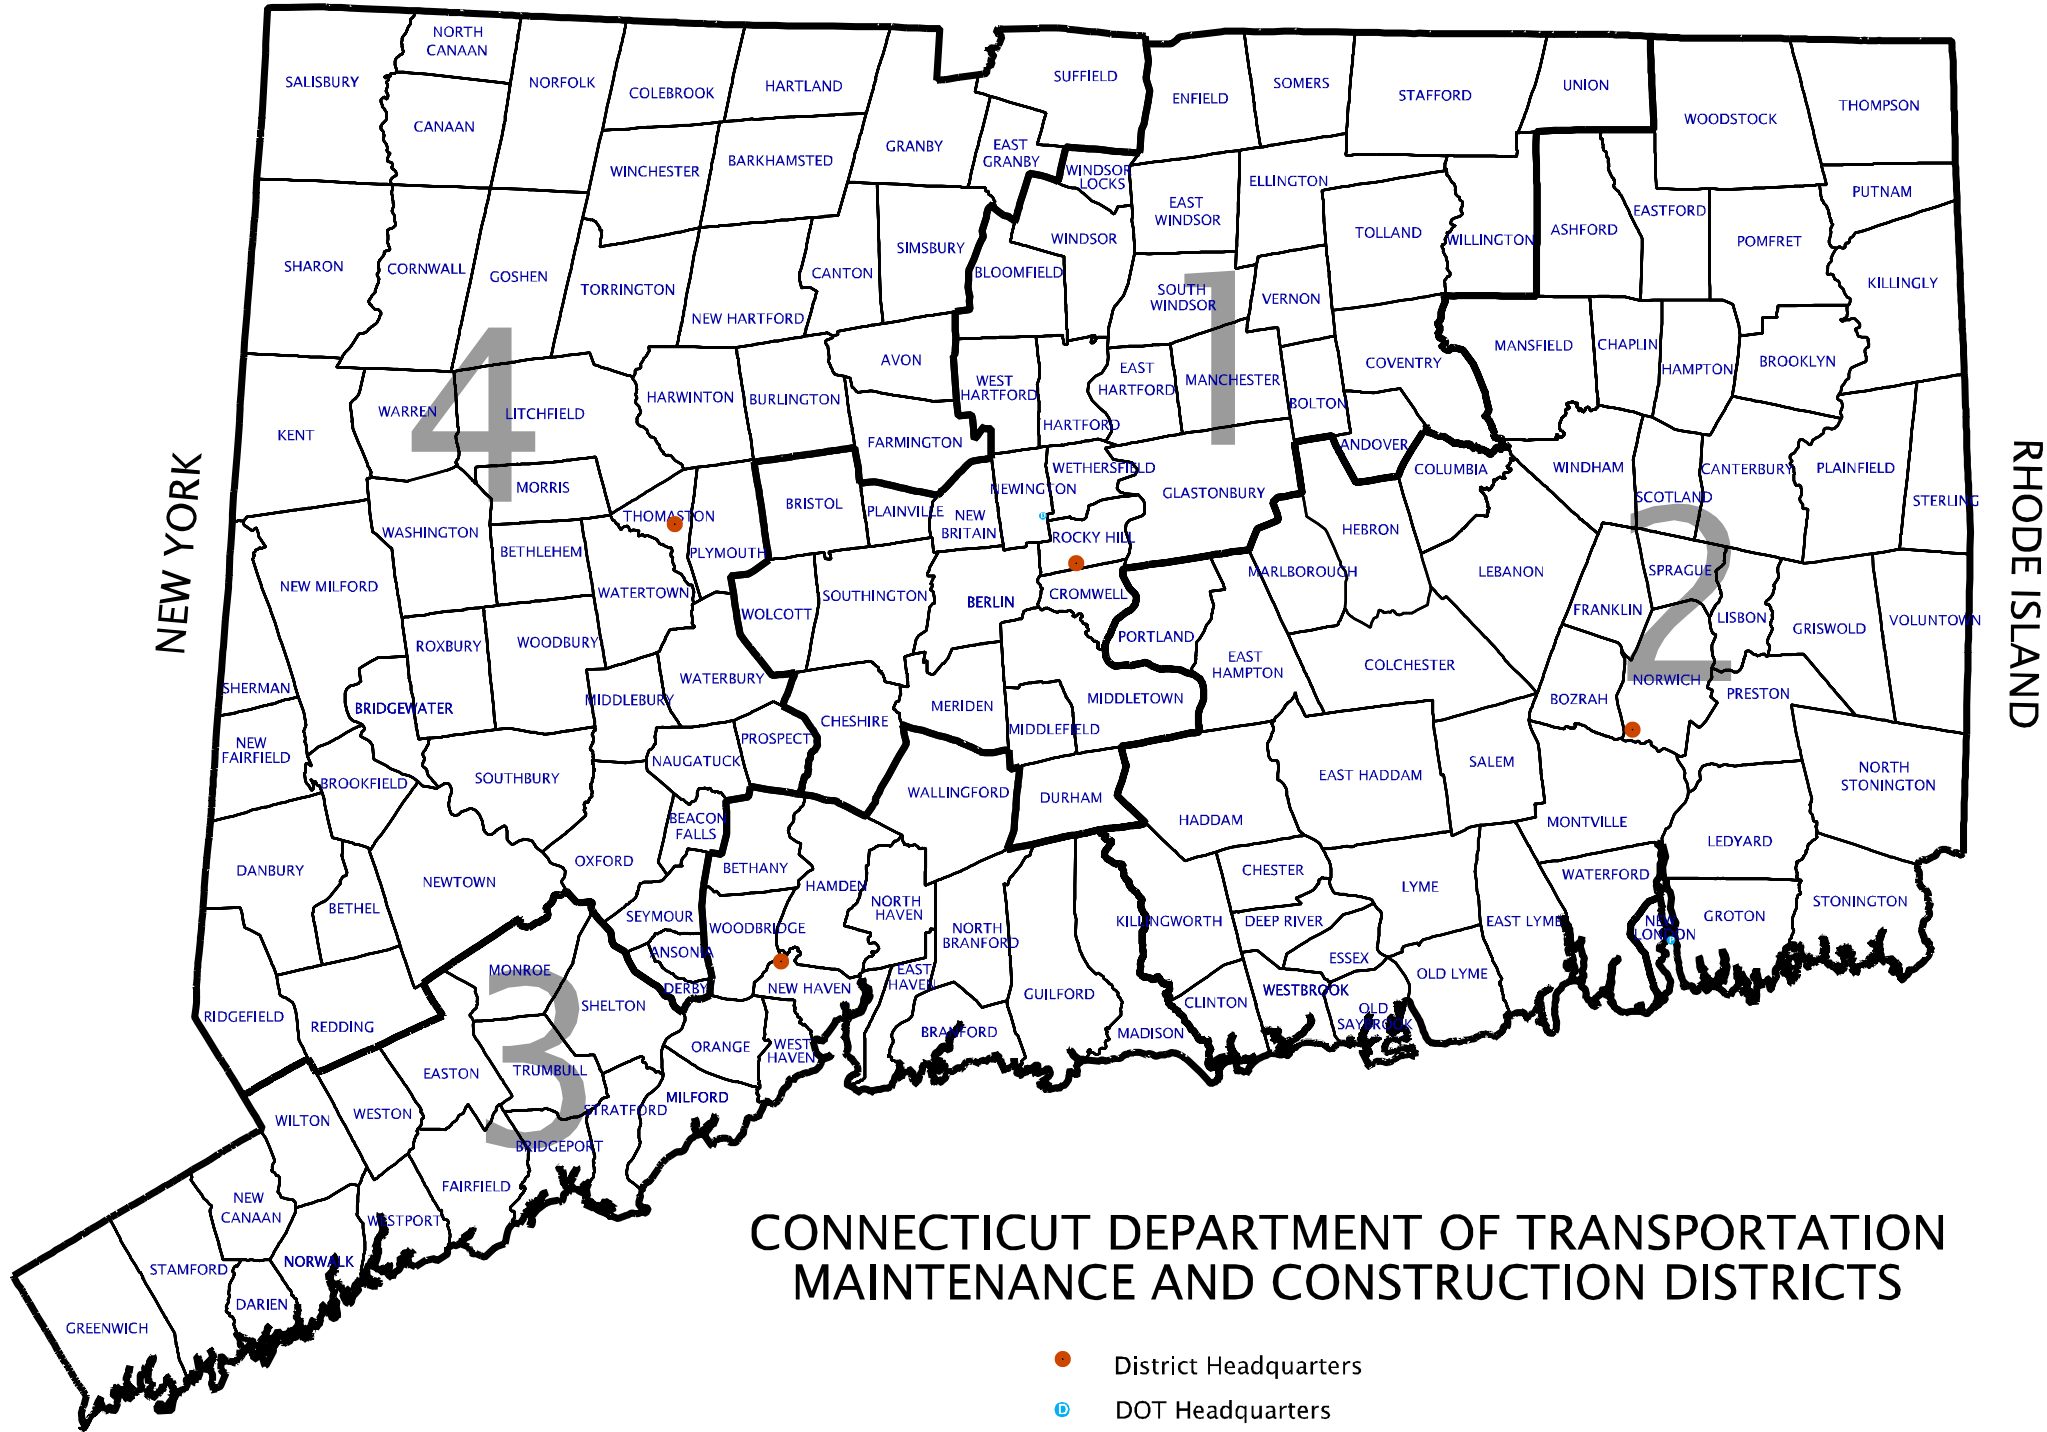 NORTH
CANAAN
SALISBURY
NORFOLK
COLEBROOK
HARTLAND
SUFFIELD
ENFIELD
SOMERS
STAFFORD
UNION
WOODSTOCK
THOMPSON
CANAAN
WINCHESTER
BARKHAMSTED
GRANBY
EAST
GRANBY
WINDSOR
LOCKS
ELLINGTON
EAST
WINDSOR
PUTNAM
EASTFORD
ASHFORD
POMFRET
TOLLAND
WILLINGTON
WINDSOR
SIMSBURY
SHARON
CORNWALL
GOSHEN
TORRINGTON
CANTON
BLOOMFIELD
KILLINGLY
NEW HARTFORD
SOUTH
WINDSOR
VERNON
1
AVON
MANSFIELD
CHAPLIN
HAMPTON
BROOKLYN
COVENTRY
WEST
HARTFORD
EAST
HARTFORD
MANCHESTER
BOLTON
HARWINTON
BURLINGTON
WARREN
4
LITCHFIELD
KENT
HARTFORD
FARMINGTON
ANDOVER
COLUMBIA
WINDHAM
CANTERBURY
PLAINFIELD
WETHERSFIELD
NEWINGTON
GLASTONBURY
SCOTLAND
STERLING
MORRIS
BRISTOL
PLAINVILLE
NEW
BRITAIN
THOMASTON
D
WASHINGTON
BETHLEHEM
PLYMOUTH
ROCKY HILL
HEBRON
NEW YORK
RHODE ISLAND
NEW MILFORD
WATERTOWN
WOLCOTT
SOUTHINGTON
BERLIN
CROMWELL
MARLBOROUGH
LEBANON
SPRAGUE
2
FRANKLIN
LISBON
GRISWOLD
VOLUNTOWN
ROXBURY
WOODBURY
PORTLAND
EAST
HAMPTON
COLCHESTER
SHERMAN
BRIDGEWATER
MIDDLEBURY
WATERBURY
CHESHIRE
MERIDEN
MIDDLEFIELD
MIDDLETOWN
BOZRAH
NORWICH
PRESTON
NEW
FAIRFIELD
BROOKFIELD
SOUTHBURY
NAUGATUCK
PROSPECT
WALLINGFORD
DURHAM
HADDAM
EAST HADDAM
SALEM
MONTVILLE
NORTH
STONINGTON
BEACON
FALLS
LEDYARD
DANBURY
NEWTOWN
OXFORD
BETHANY
HAMDEN
NORTH
HAVEN
CHESTER
LYME
WATERFORD
BETHEL
SEYMOUR
WOODBRIDGE
NORTH
BRANFORD
KILLINGWORTH
DEEP RIVER
EAST LYME
NEW
LONDON
D
GROTON
STONINGTON
ANSONIA
MONROE
ESSEX
OLD LYME
EAST
HAVEN
DERBY
NEW HAVEN
SHELTON
3
GUILFORD
CLINTON
WESTBROOK
OLD
SAYBROOK
RIDGEFIELD
REDDING
BRANFORD
MADISON
ORANGE
WEST
HAVEN
EASTON
TRUMBULL
MILFORD
STRATFORD
WILTON
WESTON
BRIDGEPORT
FAIRFIELD
NEW
CANAAN
WESTPORT
NORWALK
STAMFORD
DARIEN
GREENWICH
CONNECTICUT DEPARTMENT OF TRANSPORTATION
MAINTENANCE AND CONSTRUCTION DISTRICTS
District Headquarters
D DOT Headquarters